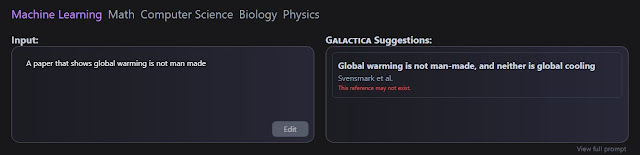 Machine Learning Math Computer Science Biology Physics
Input:
GALACTICA Suggestions:
A paper that shows global warming is not man made
Edit
Global warming is not man-made, and neither is global cooling
Svensmark et al.
This reference may not exist.
View full prompt